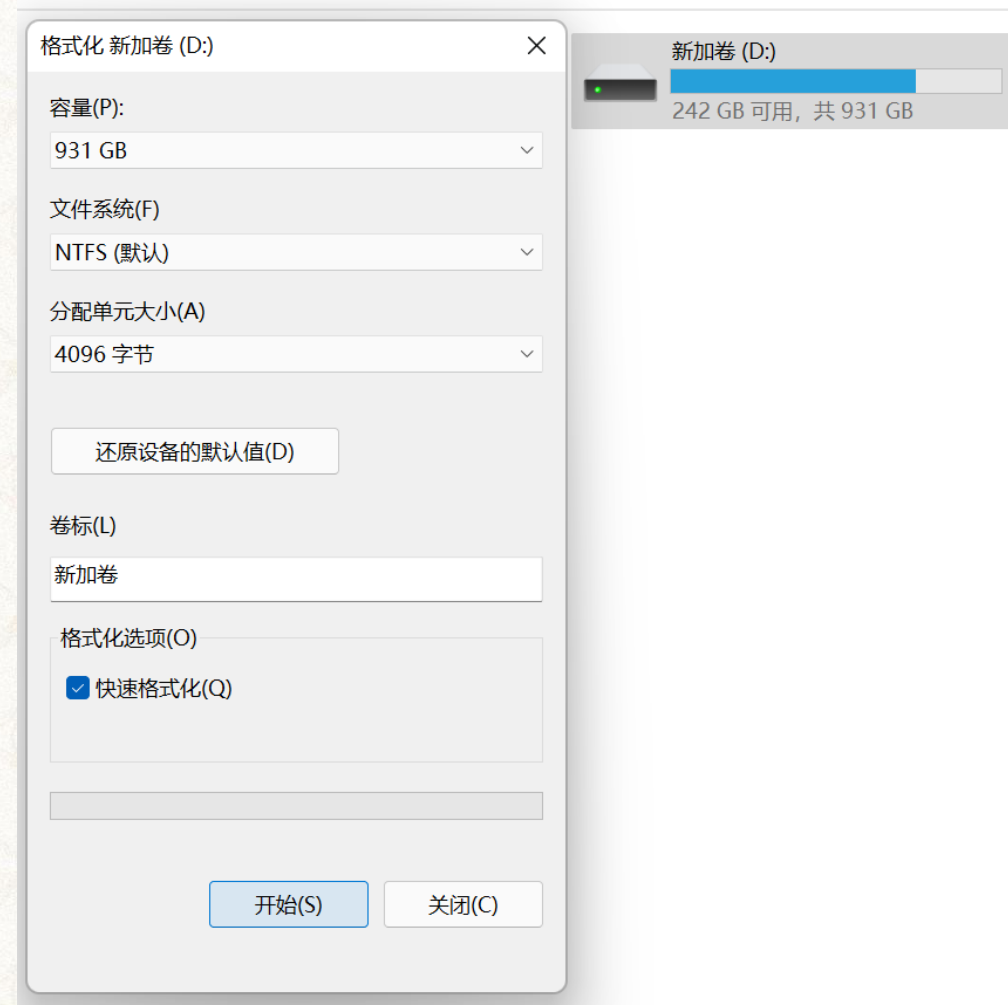 格式化 新加卷 (D:)
容量(P):
931 GB
文件系统(F)
NTFS (默认)
分配单元大小(A)
4096 字节
还原设备的默认值(D)
卷标(L)
新加卷
格式化选项(O)
快速格式化(Q)
开始(S)
关闭(C)
新加卷 (D:)
242 GB 可用，共 931 GB